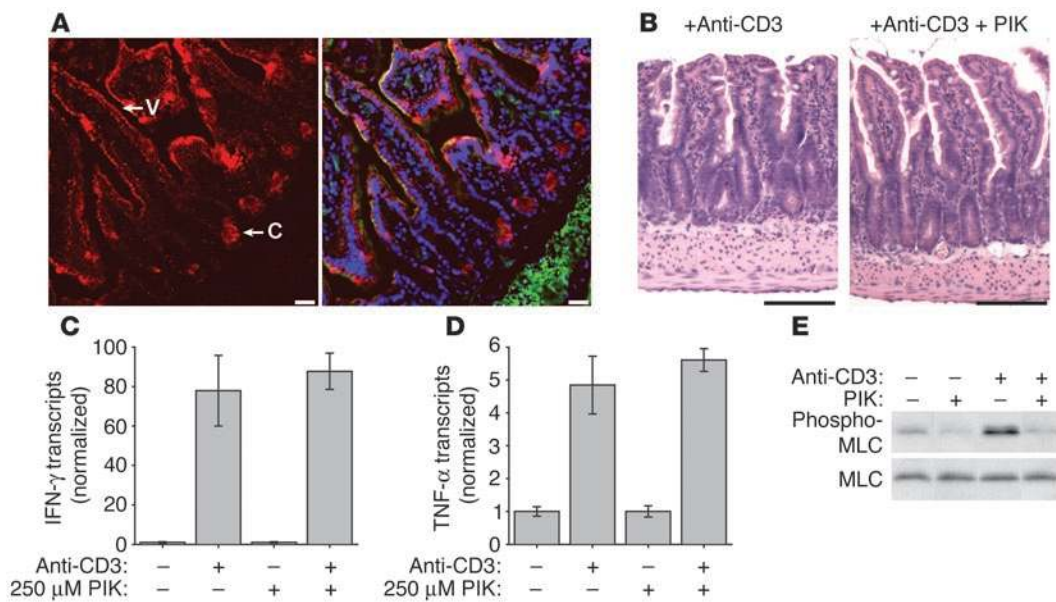 A
V
C
B
+Anti-CD3
+Anti-CD3 + PIK
C
IFN-γ transcripts
(normalized)
100
80
60
40
20
0
Anti-CD3: – + – +
250 μM PIK: – – + +
D
TNF-α transcripts
(normalized)
6
5
4
3
2
1
0
Anti-CD3: – + – +
PIK: – – + +
E
Anti-CD3: – – + +
PIK: – + – +
Phospho-
MLC
MLC